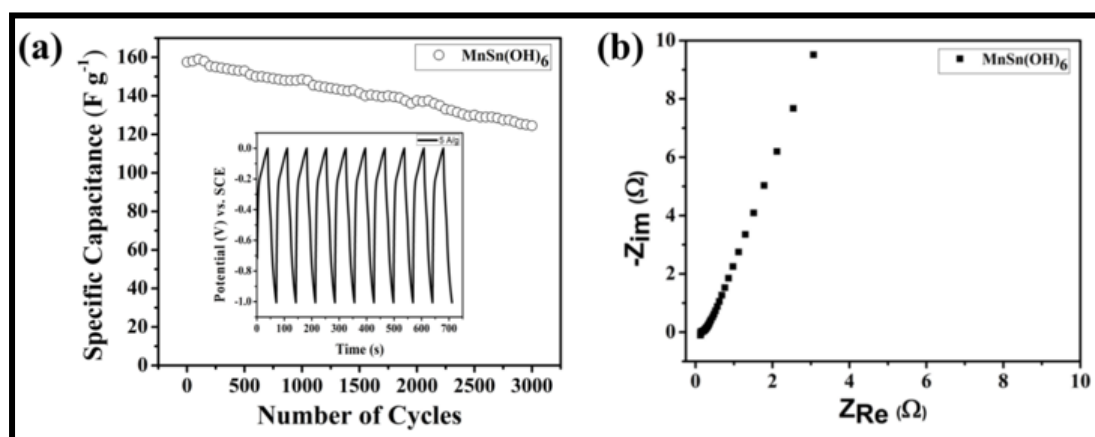 (a)
Specific Capacitance (F g⁻¹)
160
140
120
100
80
60
40
20
0
MnSn(OH)₆
Potential (V) vs. SCE
0.0
-0.2
-0.4
-0.6
-0.8
-1.0
5 A/g
0 100 200 300 400 500 600 700
Time (s)
0 500 1000 1500 2000 2500 3000
Number of Cycles
(b)
-Zim (Ω)
10
8
6
4
2
0
MnSn(OH)₆
0 2 4 6 8 10
ZRe (Ω)